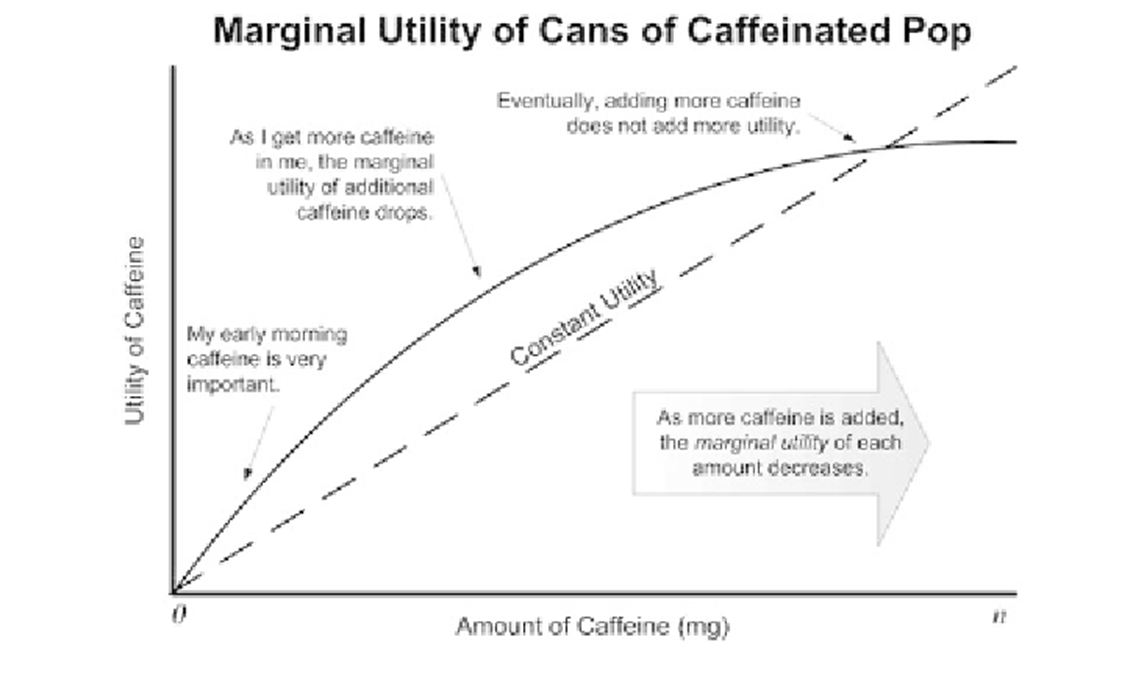 Marginal Utility of Cans of Caffeinated Pop
Eventually, adding more caffeine
does not add more utility.
As I get more caffeine
in me, the marginal
utility of additional
caffeine drops.
My early morning
caffeine is very
important.
Constant Utility
As more caffeine is added,
the marginal utility of each
amount decreases.
Utility of Caffeine
0
n
Amount of Caffeine (mg)